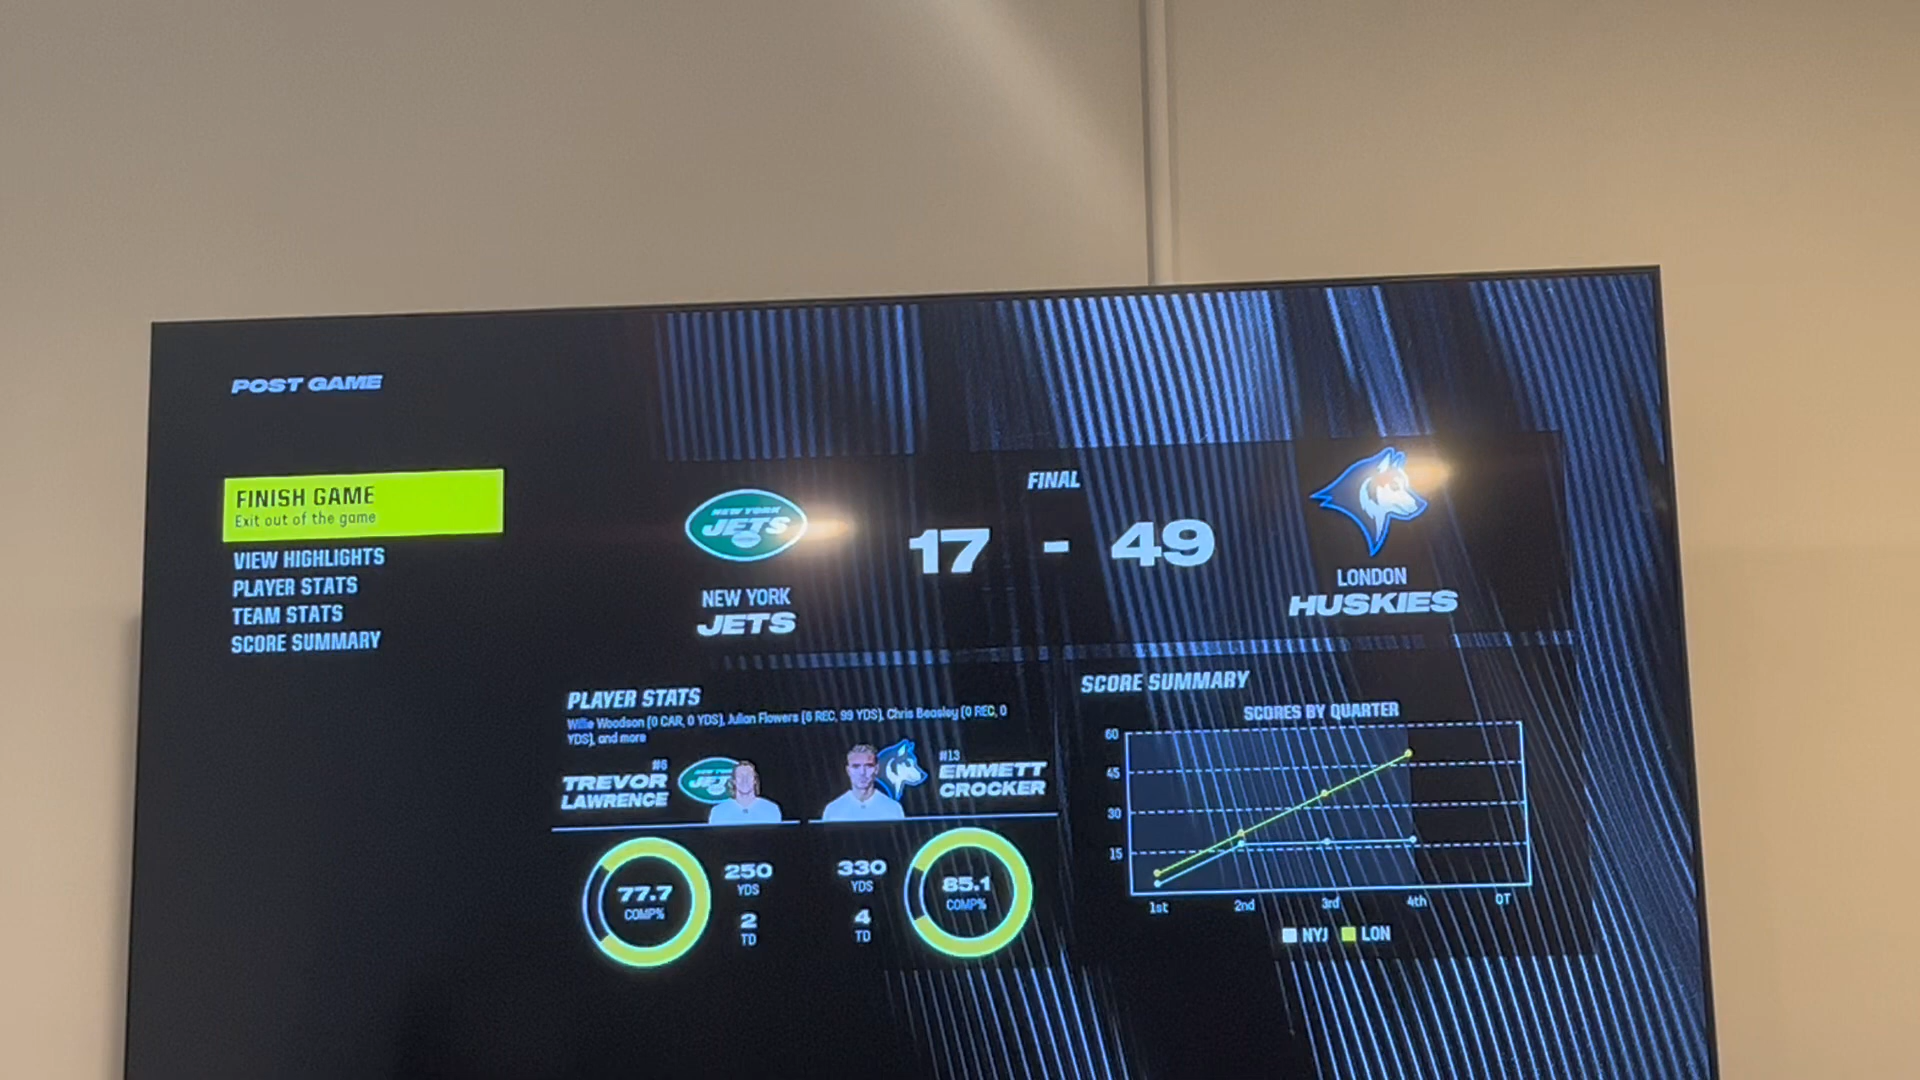 POST GAME
FINISH GAME
Exit out of the game
VIEW HIGHLIGHTS
PLAYER STATS
TEAM STATS
SCORE SUMMARY
FINAL
NEW YORK
JETS
17 - 49
NEW YORK
JETS
LONDON
HUSKIES
PLAYER STATS
Willie Woodson (0 CAR, 0 YDS), Julian Flowers (6 REC, 99 YDS), Chris Beasley (0 REC, 0
YDS), and more
#6
TREVOR
LAWRENCE
JETS
77.7
COMP%
250
YDS
2
TD
#13
EMMETT
CROCKER
330
YDS
4
TD
85.1
COMP%
SCORE SUMMARY
SCORES BY QUARTER
60
45
30
15
1st 2nd 3rd 4th OT
NYJ LON